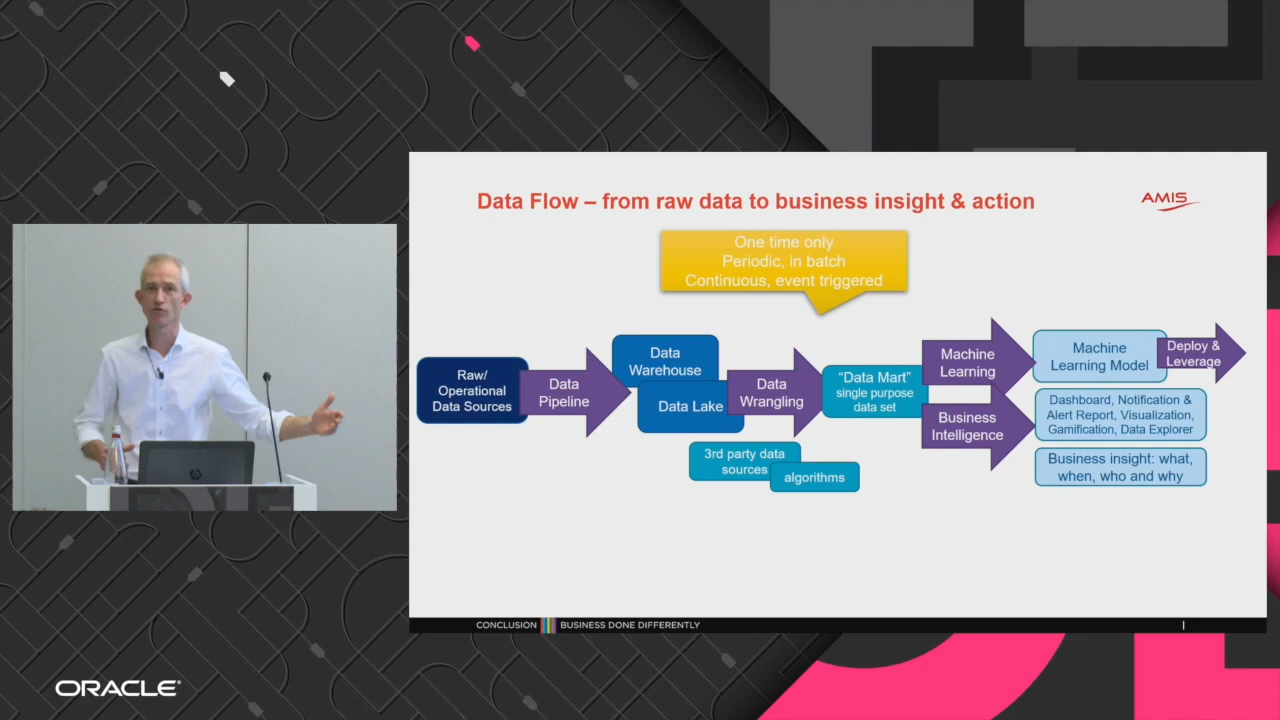 Data Flow – from raw data to business insight & action
AMIS
One time only
Periodic, in batch
Continuous, event triggered
Raw/
Operational
Data Sources
Data
Pipeline
Data
Warehouse
Data Lake
Data
Wrangling
“Data Mart”
single purpose
data set
3rd party data
sources
algorithms
Machine
Learning
Business
Intelligence
Machine
Learning Model
Deploy &
Leverage
Dashboard, Notification &
Alert Report, Visualization,
Gamification, Data Explorer
Business insight: what,
when, who and why
CONCLUSION BUSINESS DONE DIFFERENTLY
ORACLE